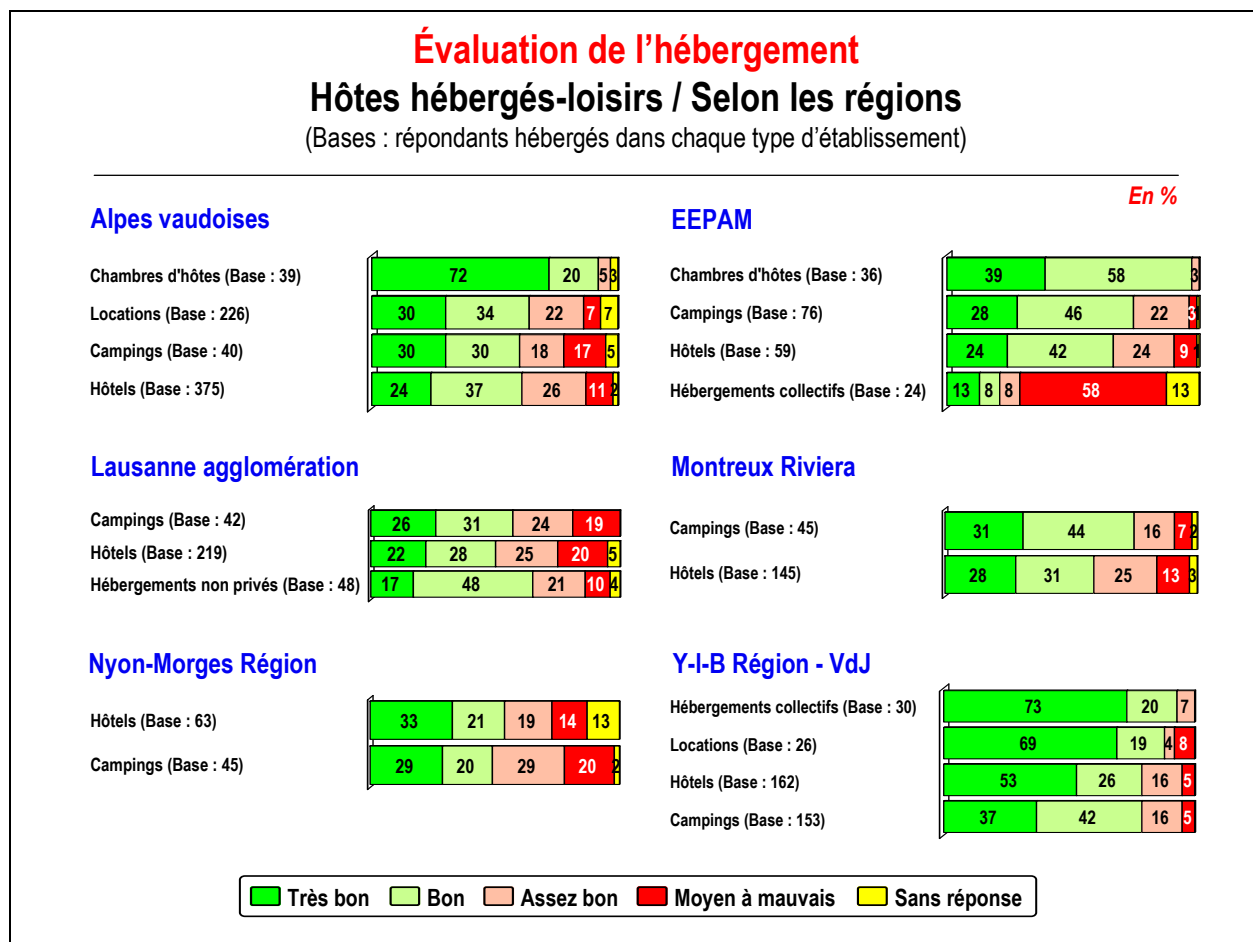 Évaluation de l'hébergement
Hôtes hébergés-loisirs / Selon les régions
(Bases : répondants hébergés dans chaque type d'établissement)
En %
Alpes vaudoises
Chambres d'hôtes (Base : 39) 72 20 5 3
Locations (Base : 226) 30 34 22 7 7
Campings (Base : 40) 30 30 18 17 5
Hôtels (Base : 375) 24 37 26 11 2
EEPAM
Chambres d'hôtes (Base : 36) 39 58 3
Campings (Base : 76) 28 46 22 3 1
Hôtels (Base : 59) 24 42 24 9 1
Hébergements collectifs (Base : 24) 13 8 8 58 13
Lausanne agglomération
Campings (Base : 42) 26 31 24 19
Hôtels (Base : 219) 22 28 25 20 5
Hébergements non privés (Base : 48) 17 48 21 10 4
Montreux Riviera
Campings (Base : 45) 31 44 16 7 2
Hôtels (Base : 145) 28 31 25 13 3
Nyon-Morges Région
Hôtels (Base : 63) 33 21 19 14 13
Campings (Base : 45) 29 20 29 20 2
Y-I-B Région - VdJ
Hébergements collectifs (Base : 30) 73 20 7
Locations (Base : 26) 69 19 4 8
Hôtels (Base : 162) 53 26 16 5
Campings (Base : 153) 37 42 16 5
Très bon Bon Assez bon Moyen à mauvais Sans réponse